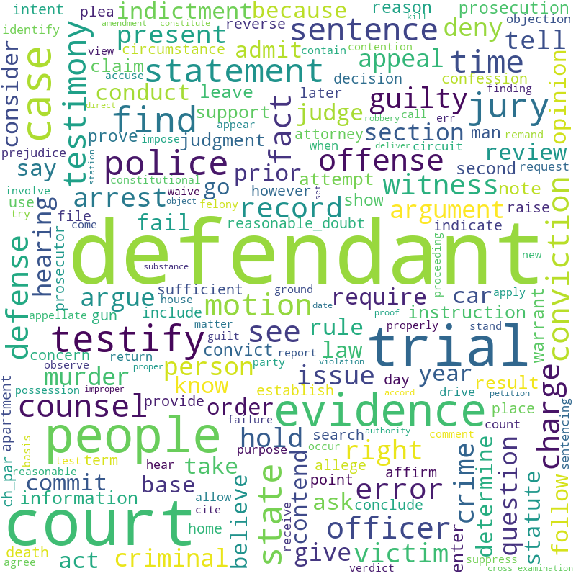 amendment constitute kill
plea indictment intent because reason prosecution
identify view contain contention reverse objection
accuse present admit sentence deny tell
consider case testimony circumstance decision confession finding
claim statement appeal time
direct appear later robbery call err remand
conduct leave fact judge guilty jury opinion
find support attorney section man
prejudice prove judgment impose deliver circuit
say station police prior offense review
constitutional when second request
involve arrest waive go however attempt witness note
use object felony show set
try come file fail record argument raise
hearing reasonable_doubt indicate
defendant
prosecutor proceeding new
substance
defense argue sufficient ground require car apply
appellate gun include house motion date rule instruction proof properly warrant
concern matter see law stand
testify convict guilt report violation
observe return proper party person issue year conviction
murder know day result
possession improper establish accord drive petition
counsel provide order evidence charge
apartment failure count place sentencing
people hold search occur authority comment
ch_par basis test term hear purpose right allege affirm crime determine question statute follow
reasonable take state contend ask point
commit base error
information allow believe conclude
court cite receive officer
home give victim enter
death act criminal suppress
agree verdict cross_examination